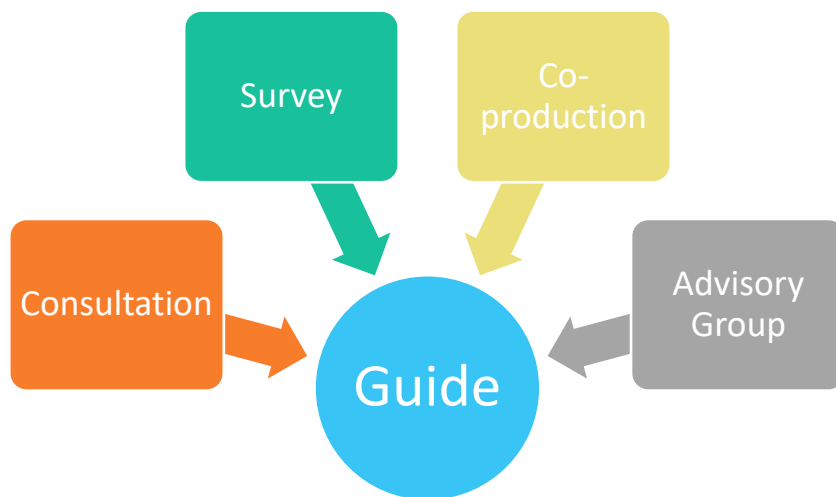 Survey
Co-
production
Consultation
Advisory
Group
Guide